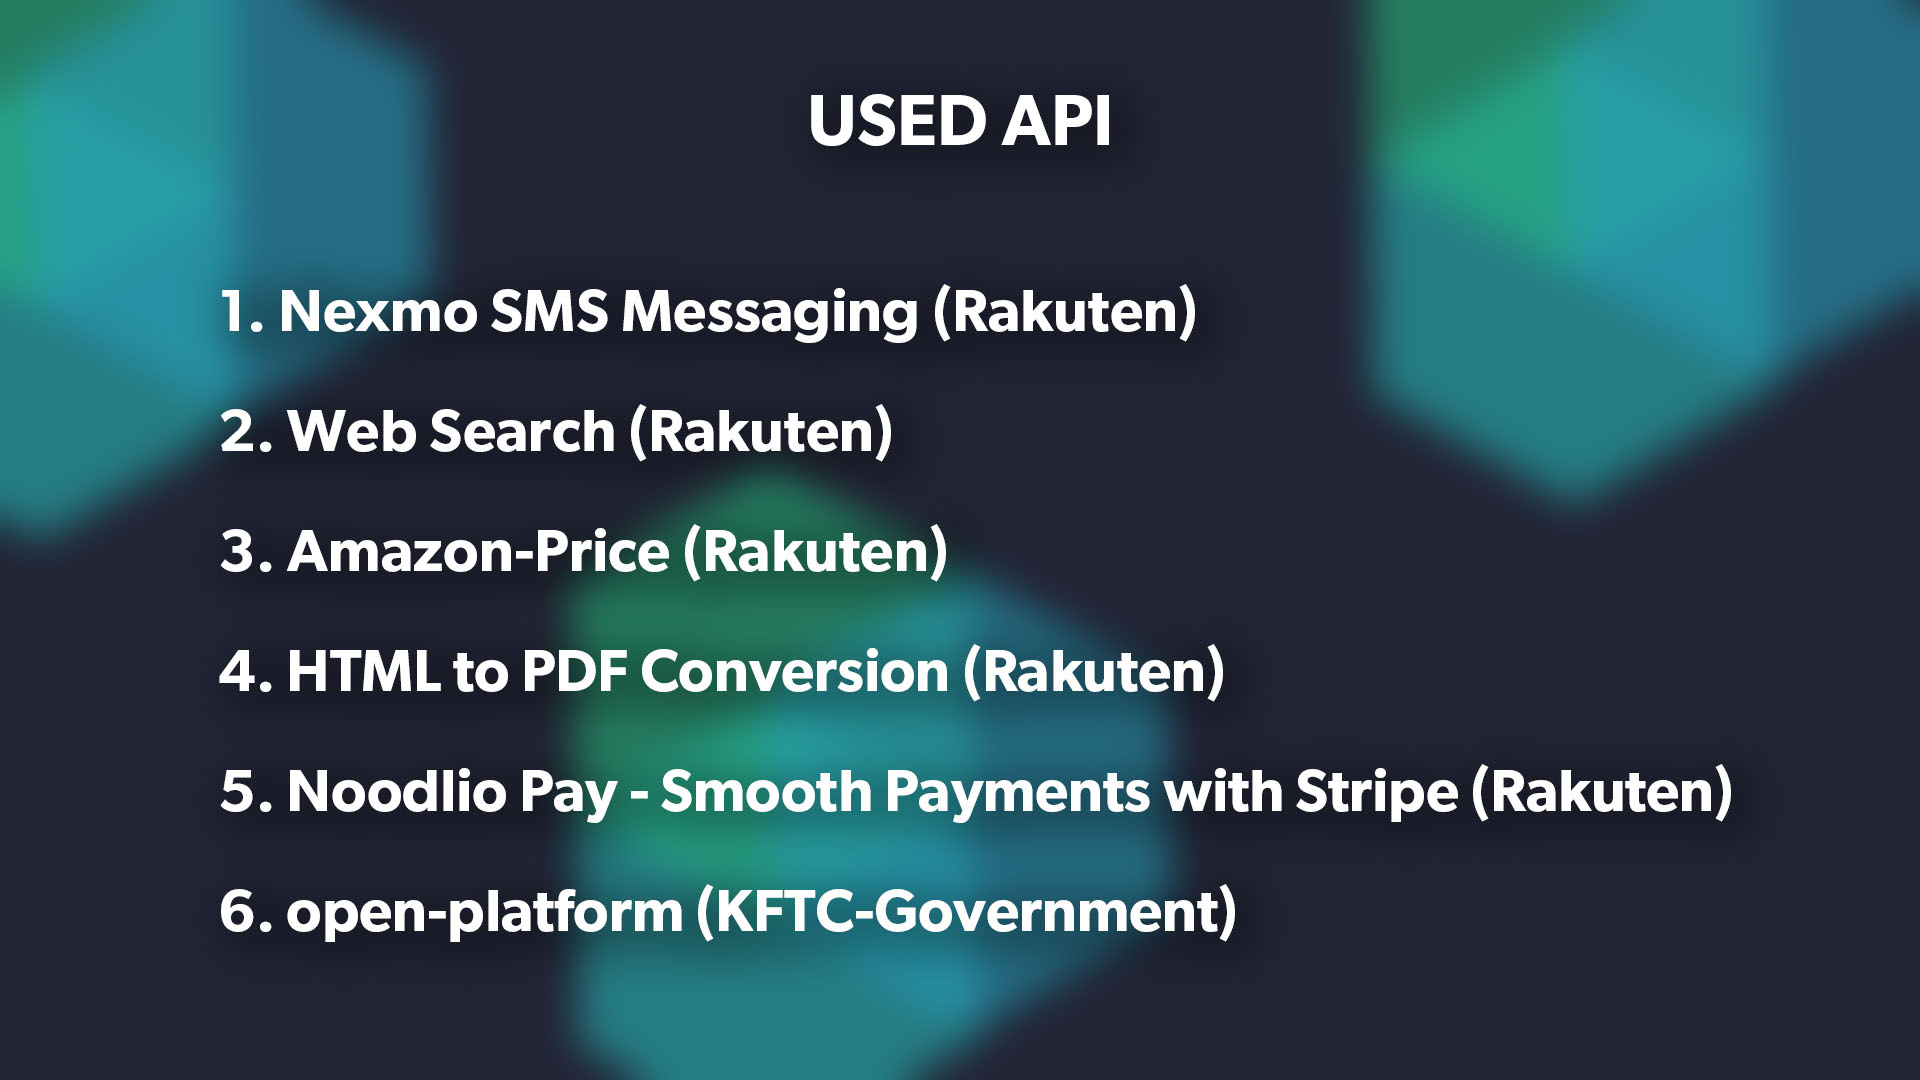 USED API
1. Nexmo SMS Messaging (Rakuten)
2. Web Search (Rakuten)
3. Amazon-Price (Rakuten)
4. HTML to PDF Conversion (Rakuten)
5. Noodlio Pay - Smooth Payments with Stripe (Rakuten)
6. open-platform (KFTC-Government)